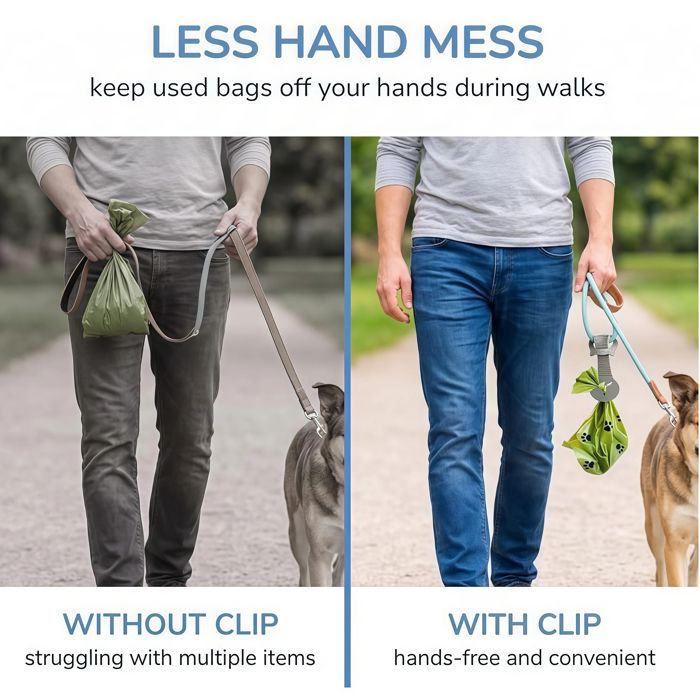 LESS HAND MESS
keep used bags off your hands during walks
WITHOUT CLIP
struggling with multiple items
WITH CLIP
hands-free and convenient